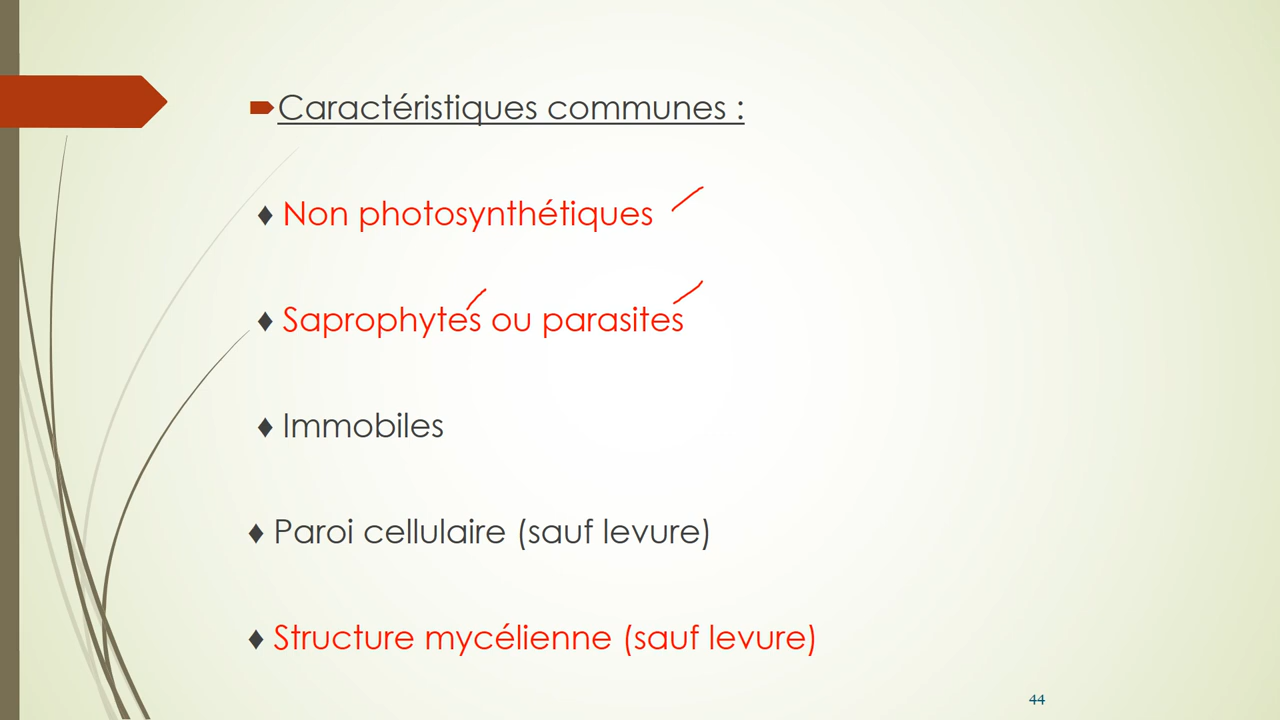 Caractéristiques communes :
♦ Non photosynthétiques
♦ Saprophytes ou parasites
♦ Immobiles
♦ Paroi cellulaire (sauf levure)
♦ Structure mycélienne (sauf levure)
44